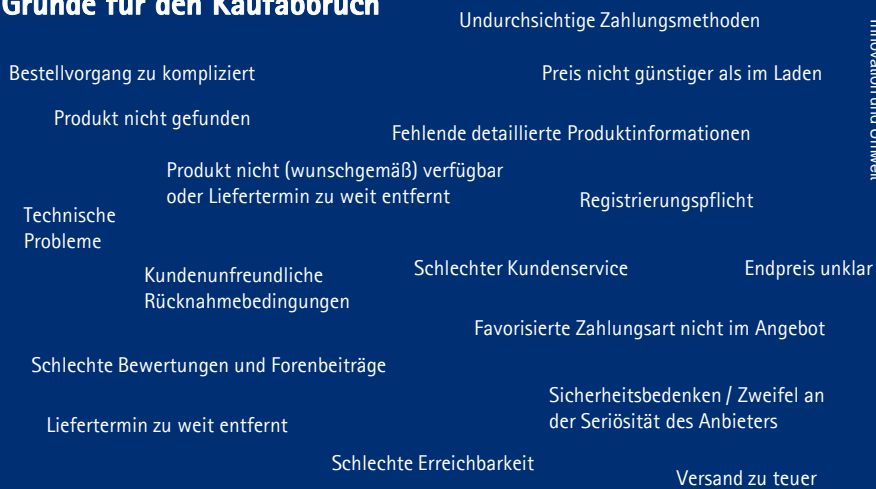 Gründe für den Kaufabbruch
Undurchsichtige Zahlungsmethoden
Bestellvorgang zu kompliziert
Preis nicht günstiger als im Laden
Produkt nicht gefunden
Fehlende detaillierte Produktinformationen
Produkt nicht (wunschgemäß) verfügbar
oder Liefertermin zu weit entfernt
Registrierungspflicht
Technische
Probleme
Kundenunfreundliche
Rücknahmebedingungen
Schlechter Kundenservice
Endpreis unklar
Favorisierte Zahlungsart nicht im Angebot
Schlechte Bewertungen und Forenbeiträge
Sicherheitsbedenken / Zweifel an
der Seriösität des Anbieters
Liefertermin zu weit entfernt
Schlechte Erreichbarkeit
Versand zu teuer
Innovation und Umwelt